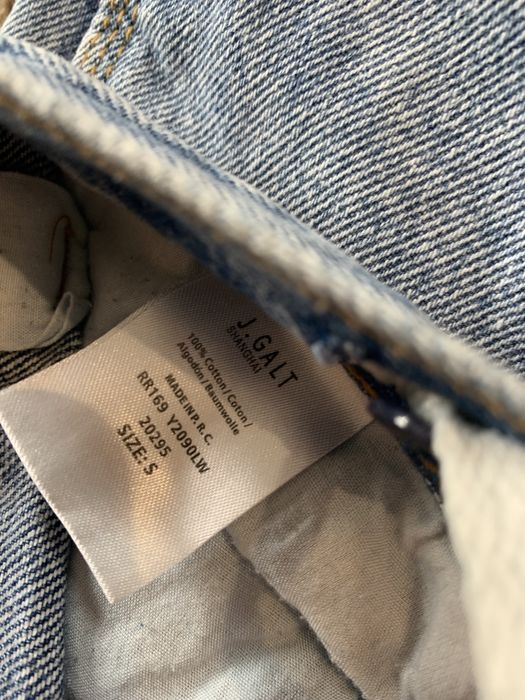 J. GALT
SHANGHAI
100% Cotton/Coton/
Algodón/Baumwolle
MADE IN P. R. C.
RR169 Y2090LW
20295
SIZE: S